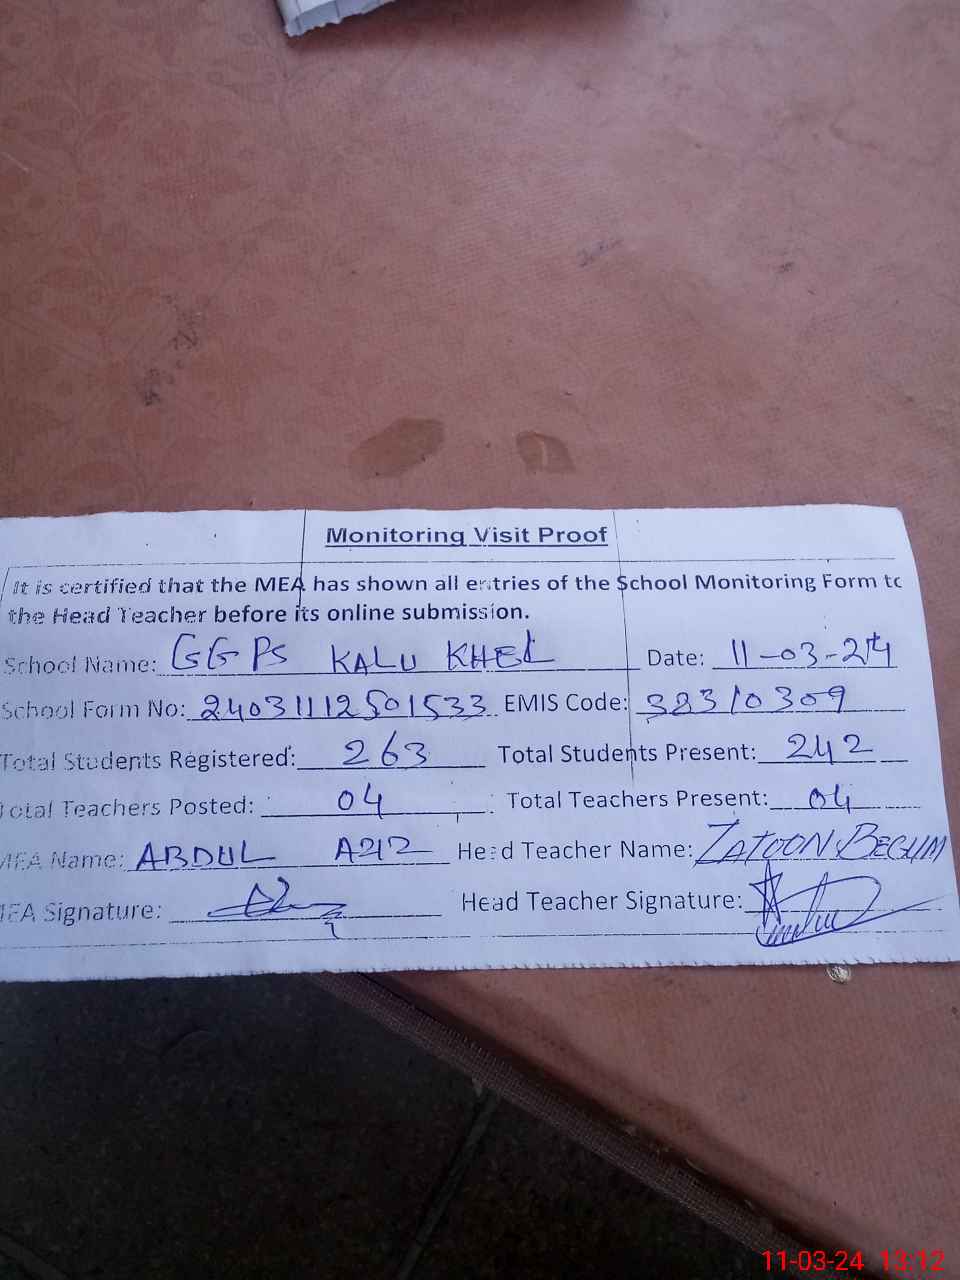 Monitoring Visit Proof
It is certified that the MEA has shown all entries of the School Monitoring Form to
the Head Teacher before its online submission.
School Name: GGPS KALU KHEL Date: 11-03-24
School Form No: 24031112501533 EMIS Code: 38310309
Total Students Registered: 263 Total Students Present: 242
Total Teachers Posted: 04 Total Teachers Present: 04
MEA Name: ABDUL AZIZ Head Teacher Name: ZATOON BEGUM
MEA Signature: Head Teacher Signature:
11-03-24 13:12